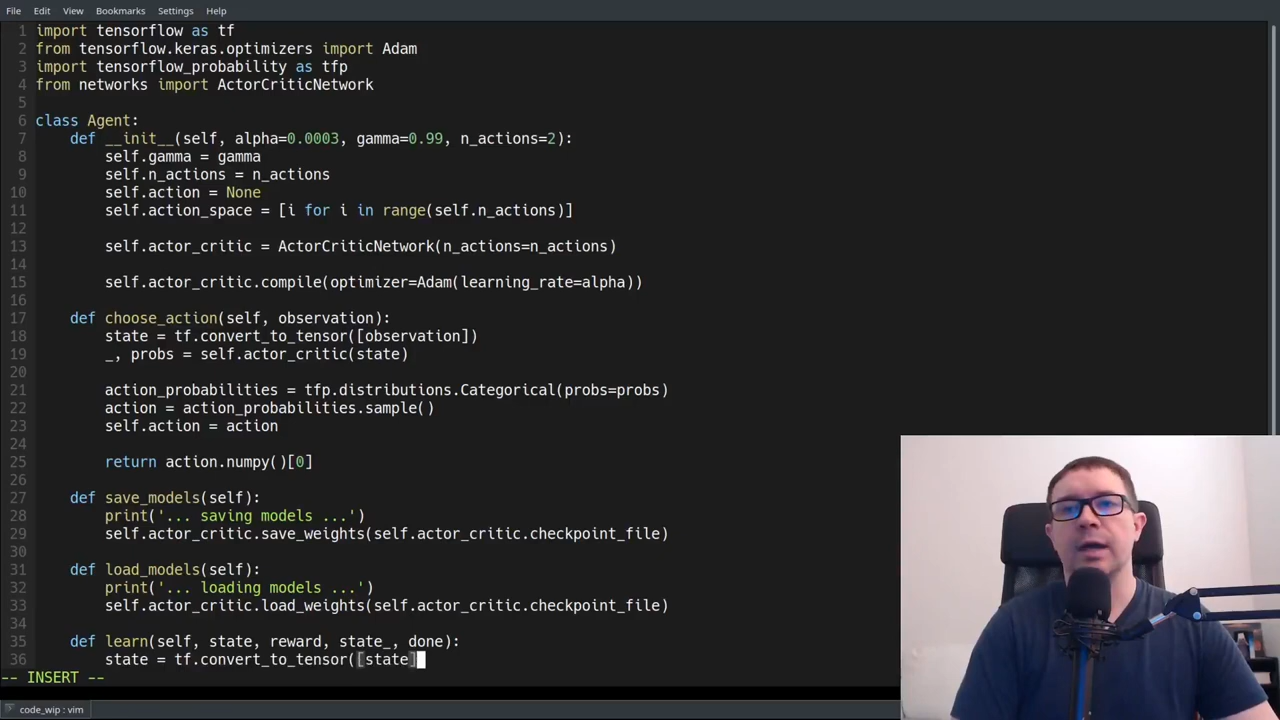 File Edit View Bookmarks Settings Help
1 import tensorflow as tf
2 from tensorflow.keras.optimizers import Adam
3 import tensorflow_probability as tfp
4 from networks import ActorCriticNetwork
5
6 class Agent:
7     def __init__(self, alpha=0.0003, gamma=0.99, n_actions=2):
8         self.gamma = gamma
9         self.n_actions = n_actions
10         self.action = None
11         self.action_space = [i for i in range(self.n_actions)]
12
13         self.actor_critic = ActorCriticNetwork(n_actions=n_actions)
14
15         self.actor_critic.compile(optimizer=Adam(learning_rate=alpha))
16
17     def choose_action(self, observation):
18         state = tf.convert_to_tensor([observation])
19         _, probs = self.actor_critic(state)
20
21         action_probabilities = tfp.distributions.Categorical(probs=probs)
22         action = action_probabilities.sample()
23         self.action = action
24
25         return action.numpy()[0]
26
27     def save_models(self):
28         print('... saving models ...')
29         self.actor_critic.save_weights(self.actor_critic.checkpoint_file)
30
31     def load_models(self):
32         print('... loading models ...')
33         self.actor_critic.load_weights(self.actor_critic.checkpoint_file)
34
35     def learn(self, state, reward, state_, done):
36         state = tf.convert_to_tensor([state]
-- INSERT --
code_wip : vim